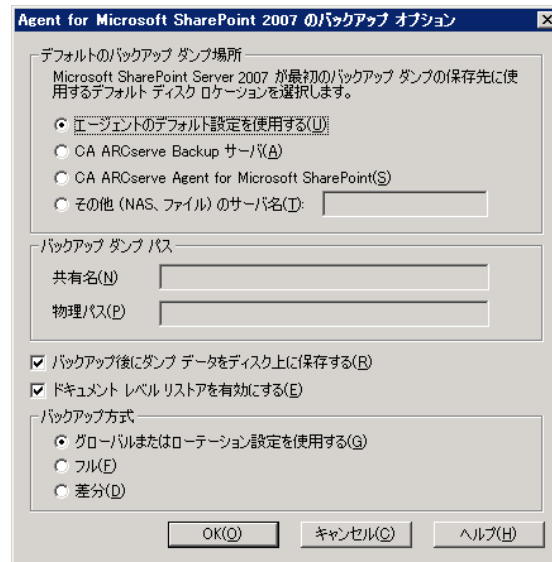 Agent for Microsoft SharePoint 2007 のバックアップ オプション
デフォルトのバックアップ ダンプ場所
Microsoft SharePoint Server 2007 が最初のバックアップ ダンプの保存先に使
用するデフォルト ディスク ロケーションを選択します。
エージェントのデフォルト設定を使用する(U)
CA ARCserve Backup サーバ(A)
CA ARCserve Agent for Microsoft SharePoint(S)
その他 (NAS、ファイル) のサーバ名(T):
バックアップ ダンプ パス
共有名(N)
物理パス(P)
バックアップ後にダンプ データをディスク上に保存する(R)
ドキュメント レベル リストアを有効にする(E)
バックアップ方式
グローバルまたはローテーション設定を使用する(G)
フル(F)
差分(D)
OK(O)
キャンセル(C)
ヘルプ(H)